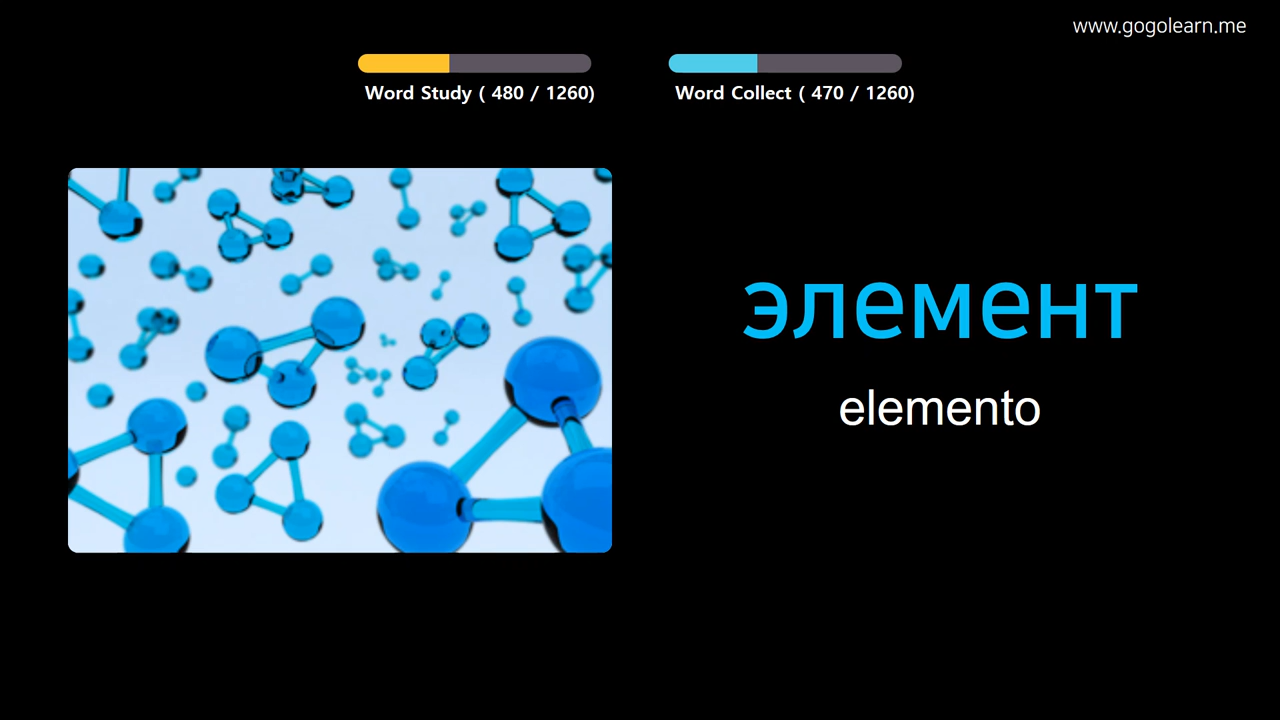 www.gogolearn.me
Word Study ( 480 / 1260)
Word Collect ( 470 / 1260)
элемент
elemento